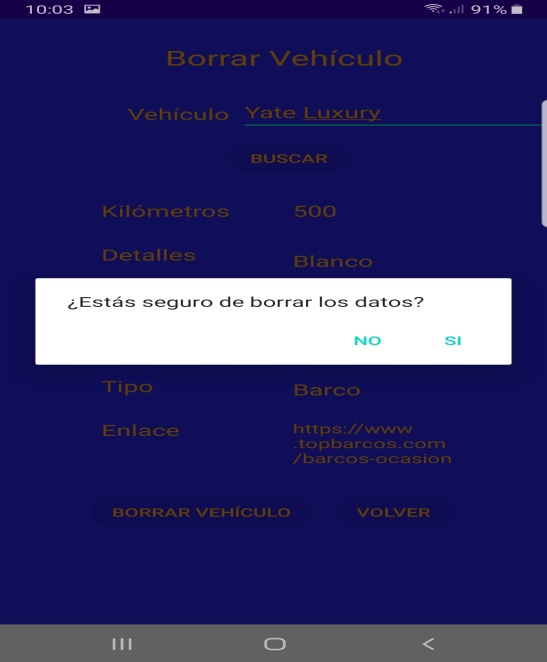 10:03 91%
Borrar Vehículo
Vehículo Yate Luxury
BUSCAR
Kilómetros 500
Detalles Blanco
¿Estás seguro de borrar los datos?
NO SI
Tipo Barco
Enlace https://www
.topbarcos.com
/barcos-ocasion
BORRAR VEHÍCULO VOLVER